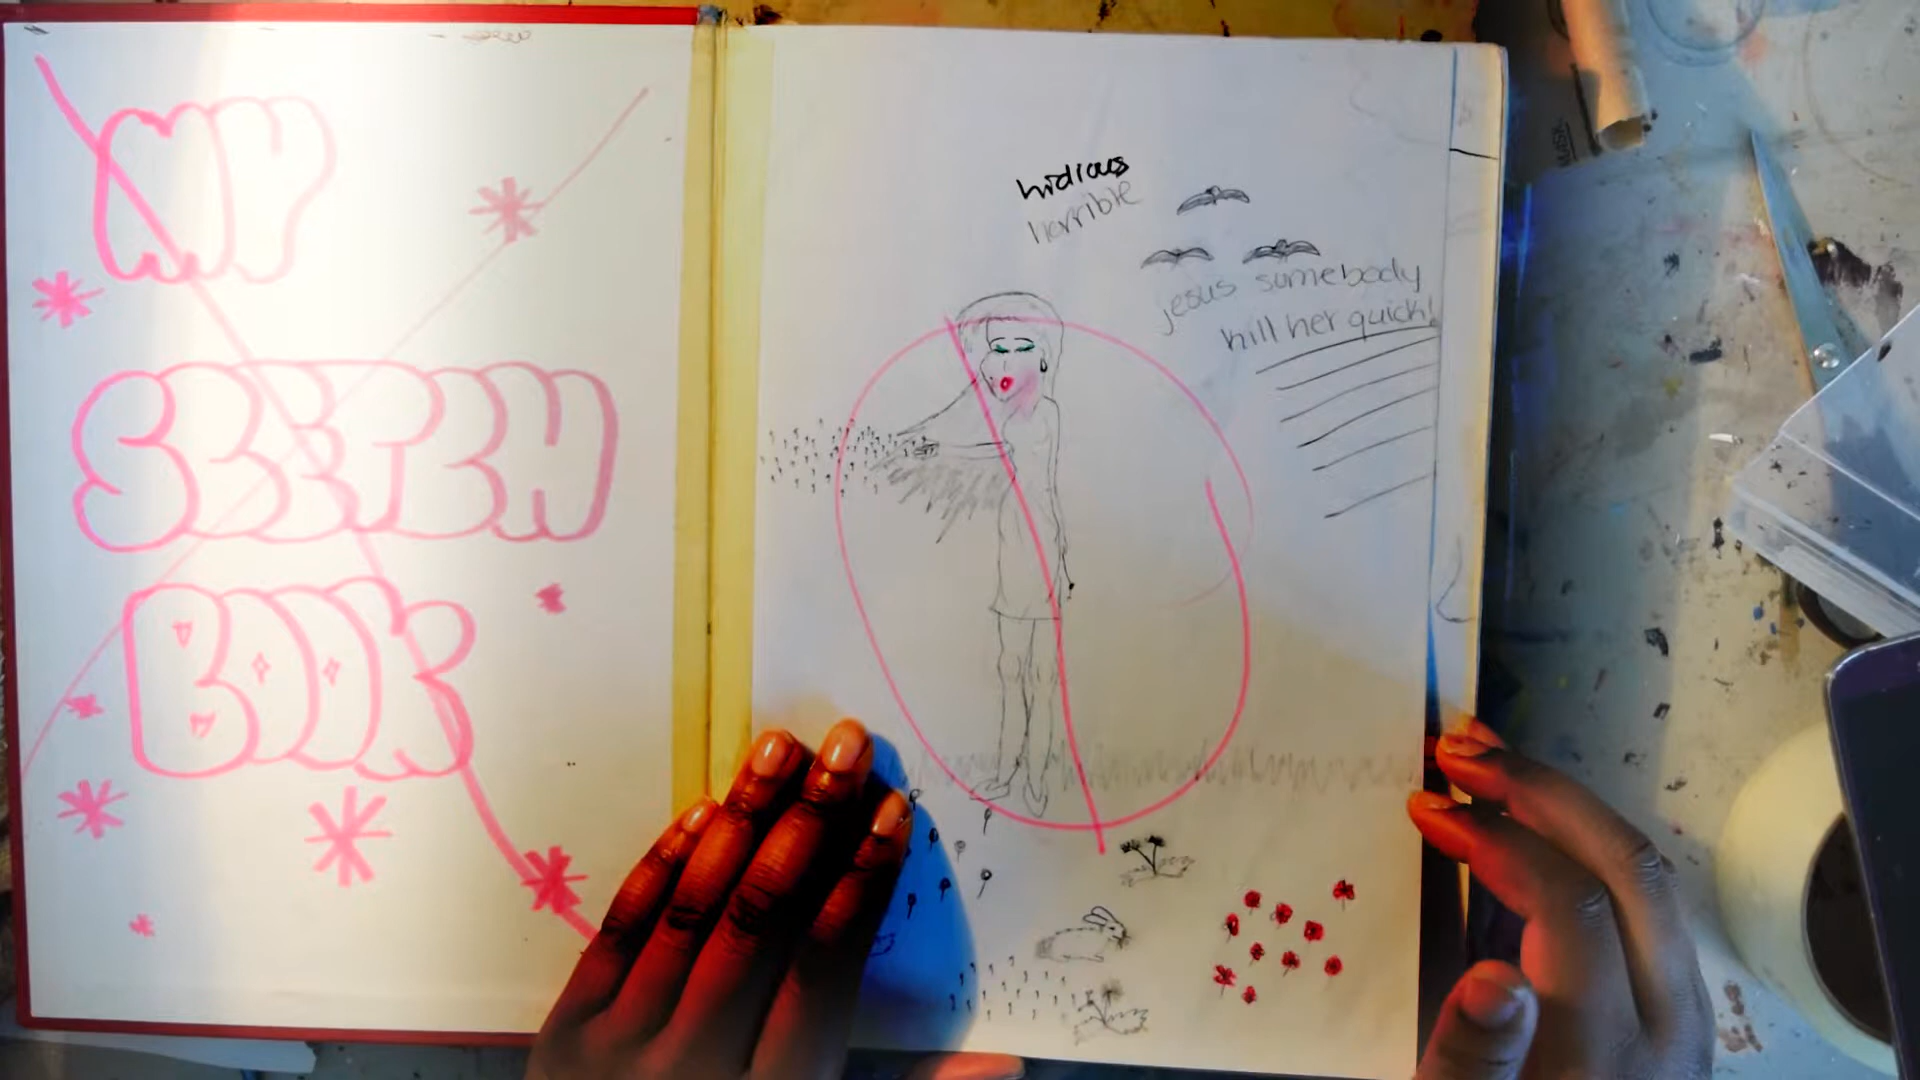 MY
SKETCH
BOOK
hidious
horrible
jesus somebody
kill her quick!